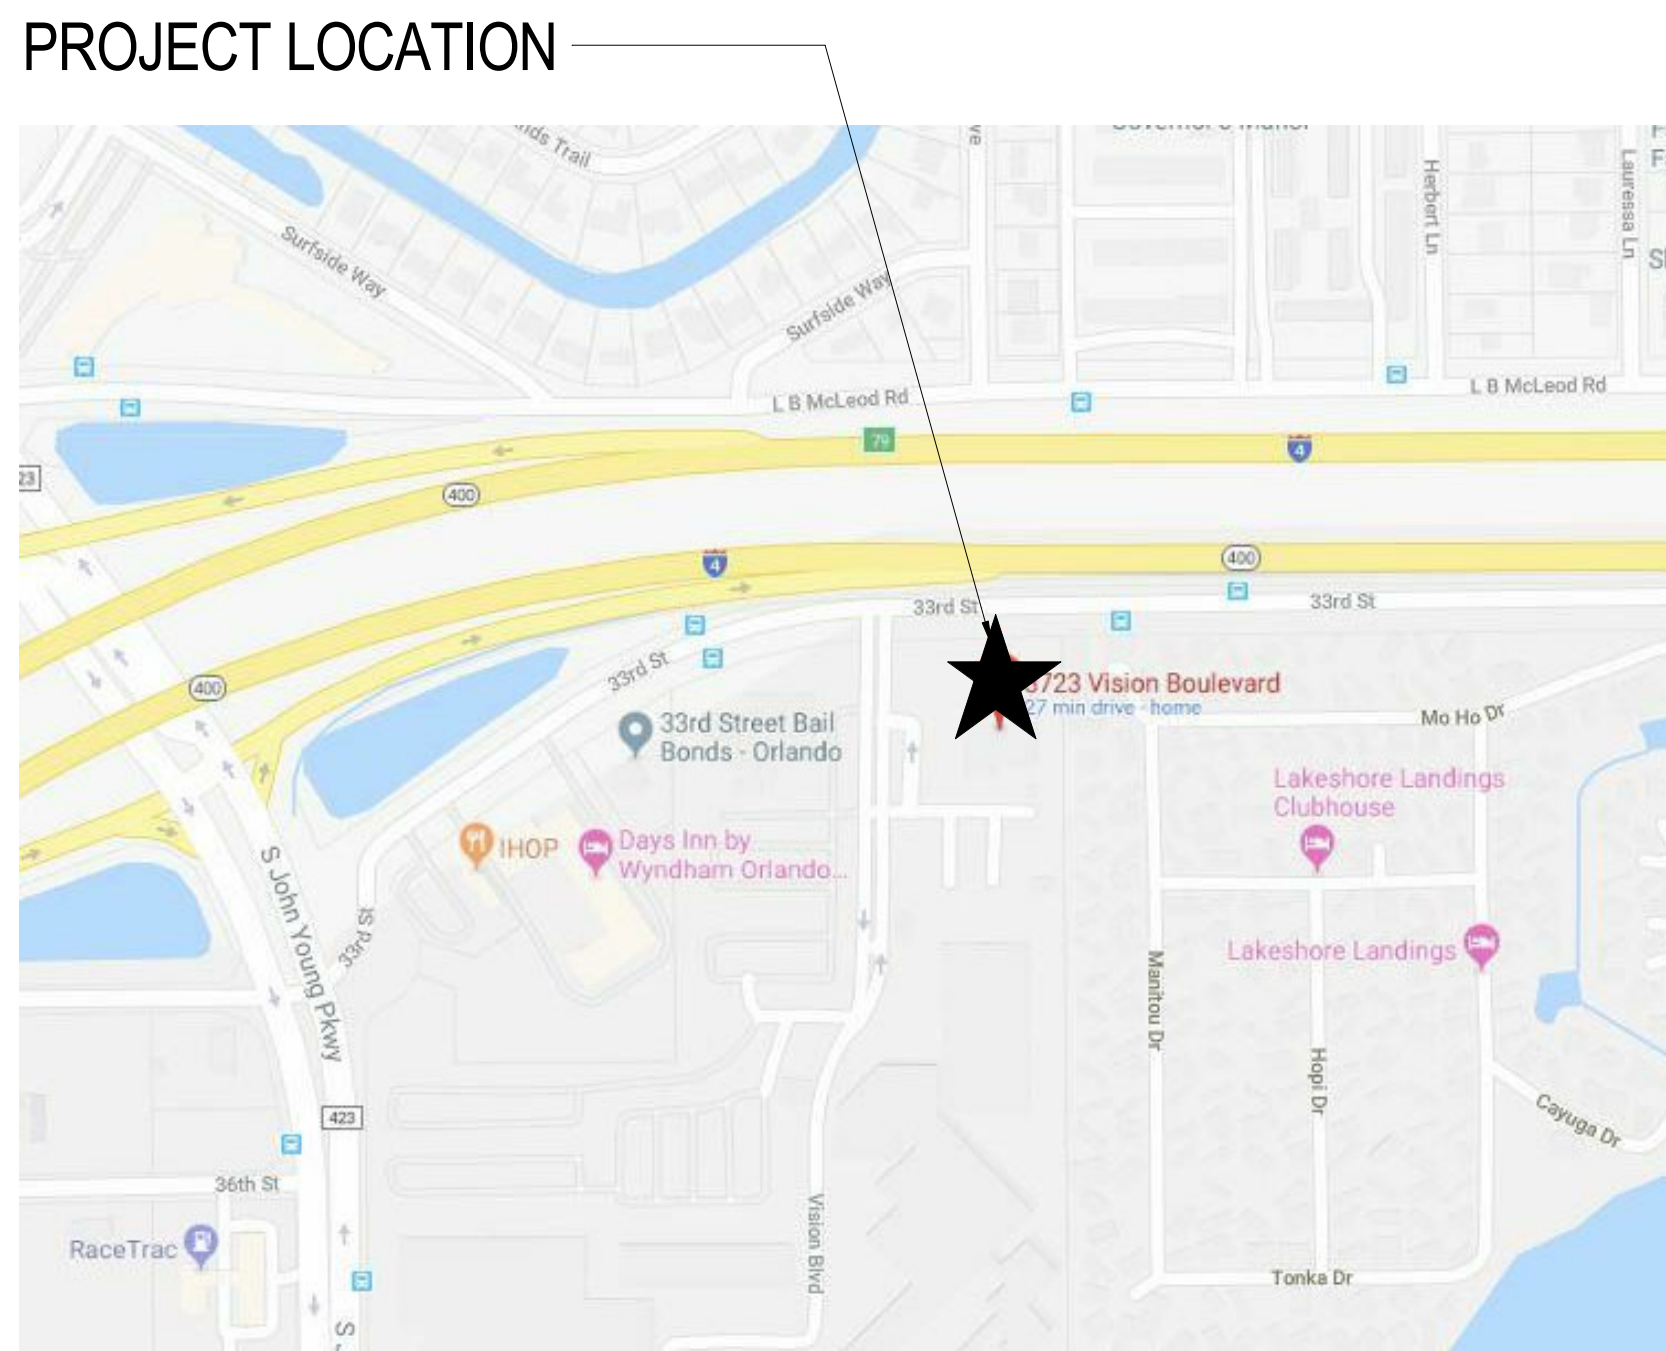 PROJECT LOCATION
Trail
Herbert Ln
Lauressa Ln
Surfside Way
Surfside Way
L B McLeod Rd
L B McLeod Rd
79
4
23
400
4
400
33rd St
33rd St
33rd St
400
723 Vision Boulevard
27 min drive - home
33rd Street Bail
Bonds - Orlando
Mo Ho Dr
Lakeshore Landings
Clubhouse
IHOP
Days Inn by
Wyndham Orlando...
S John Young Pkwy
33rd St
Lakeshore Landings
Manitou Dr
Hopi Dr
Cayuga Dr
423
36th St
Vision Blvd
RaceTrac
Tonka Dr
S